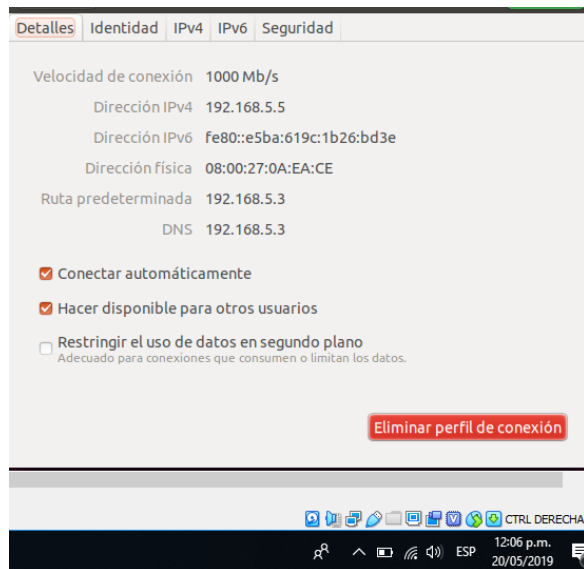 Detalles Identidad IPv4 IPv6 Seguridad
Velocidad de conexión 1000 Mb/s
Dirección IPv4 192.168.5.5
Dirección IPv6 fe80::e5ba:619c:1b26:bd3e
Dirección física 08:00:27:0A:EA:CE
Ruta predeterminada 192.168.5.3
DNS 192.168.5.3
Conectar automáticamente
Hacer disponible para otros usuarios
Restringir el uso de datos en segundo plano
Adecuado para conexiones que consumen o limitan los datos.
Eliminar perfil de conexión
CTRL DERECHA
ESP
12:06 p.m.
20/05/2019